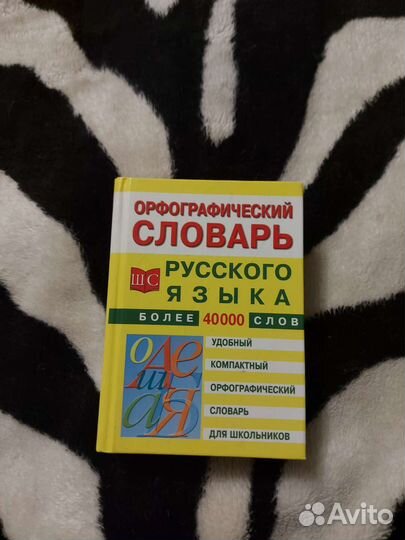 ОРФОГРАФИЧЕСКИЙ
СЛОВАРЬ
ШС
РУССКОГО
ЯЗЫКА
БОЛЕЕ 40000 СЛОВ
УДОБНЫЙ
КОМПАКТНЫЙ
ОРФОГРАФИЧЕСКИЙ
СЛОВАРЬ
ДЛЯ ШКОЛЬНИКОВ
Avito